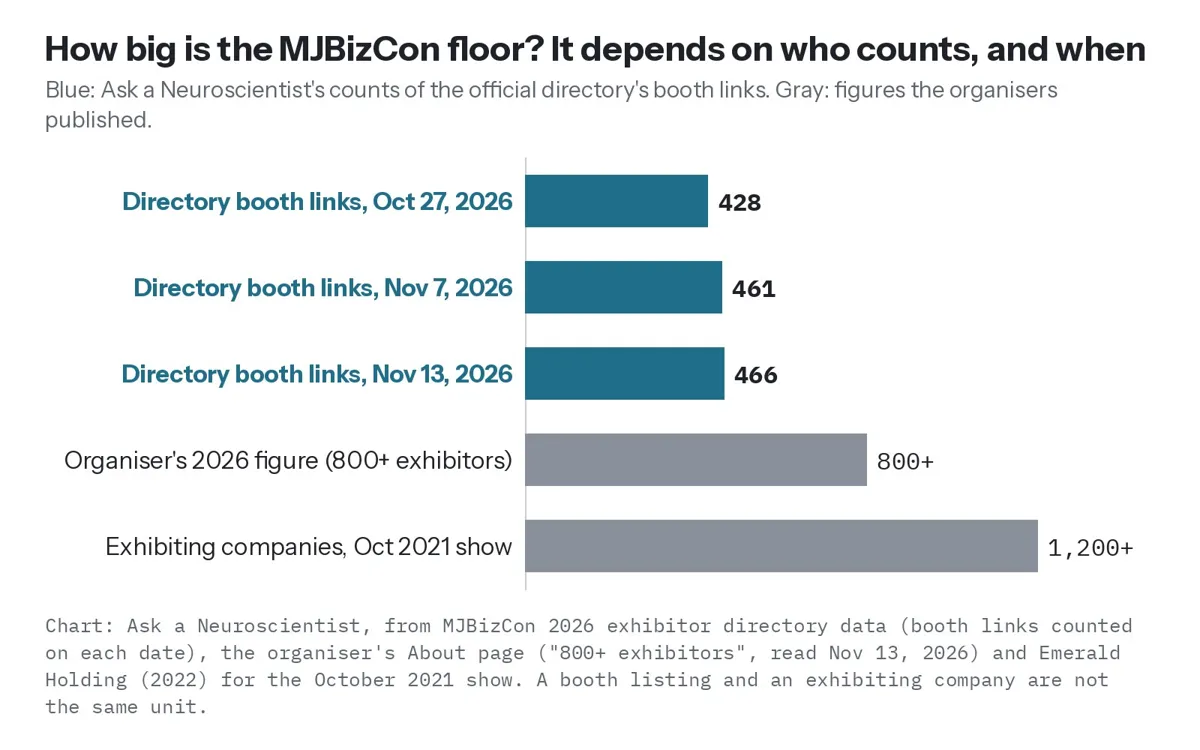 How big is the MJBizCon floor? It depends on who counts, and when
Blue: Ask a Neuroscientist's counts of the official directory's booth links. Gray: figures the organisers
published.
Directory booth links, Oct 27, 2026 428
Directory booth links, Nov 7, 2026 461
Directory booth links, Nov 13, 2026 466
Organiser's 2026 figure (800+ exhibitors) 800+
Exhibiting companies, Oct 2021 show 1,200+
Chart: Ask a Neuroscientist, from MJBizCon 2026 exhibitor directory data (booth links counted
on each date), the organiser's About page ("800+ exhibitors", read Nov 13, 2026) and Emerald
Holding (2022) for the October 2021 show. A booth listing and an exhibiting company are not
the same unit.